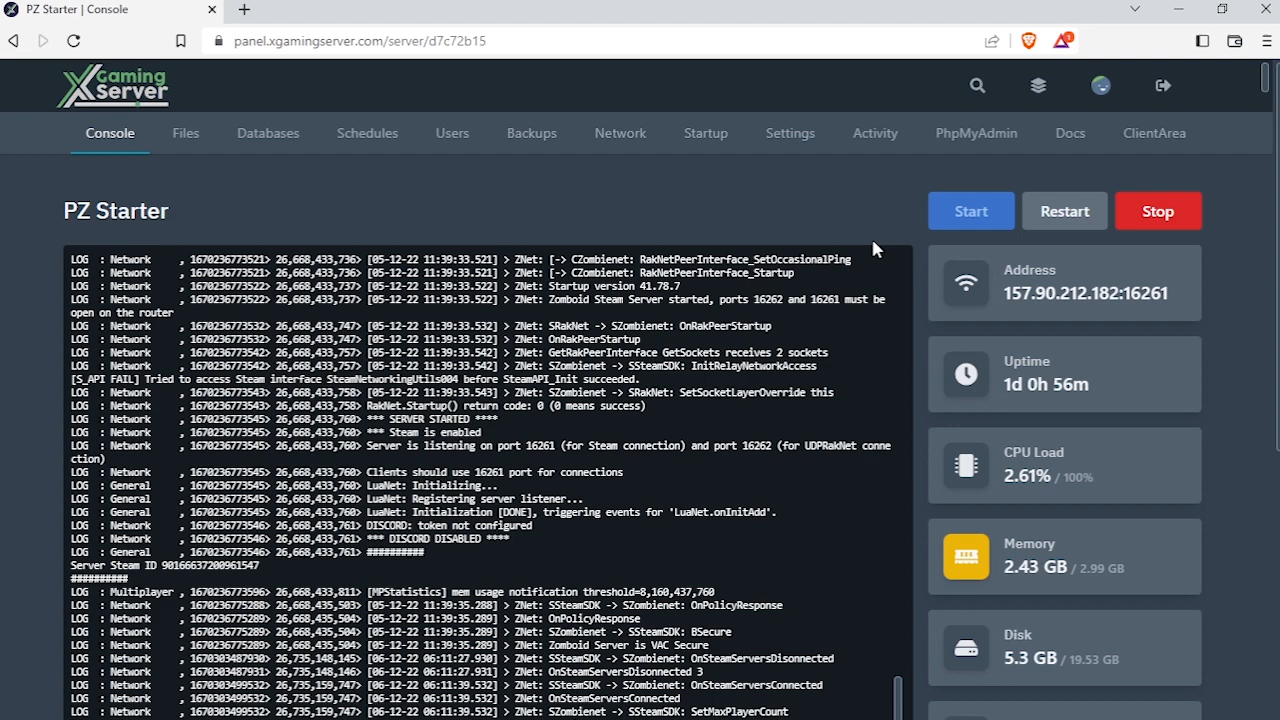 PZ Starter | Console
panel.xgamingserver.com/server/d7c72b15
1
XGaming
Server
Console Files Databases Schedules Users Backups Network Startup Settings Activity PhpMyAdmin Docs ClientArea
PZ Starter
Start Restart Stop
LOG : Network , 1670236773521> 26,668,433,736> [05-12-22 11:39:33.521] > ZNet: [-> CZombienet: RakNetPeerInterface_SetOccasionalPing
LOG : Network , 1670236773521> 26,668,433,736> [05-12-22 11:39:33.521] > ZNet: [-> CZombienet: RakNetPeerInterface_Startup
LOG : Network , 1670236773522> 26,668,433,737> [05-12-22 11:39:33.522] > ZNet: Startup version 41.78.7
LOG : Network , 1670236773522> 26,668,433,737> [05-12-22 11:39:33.522] > ZNet: Zomboid Steam Server started, ports 16262 and 16261 must be
open on the router
LOG : Network , 1670236773532> 26,668,433,747> [05-12-22 11:39:33.532] > ZNet: SRakNet -> SZombienet: OnRakPeerStartup
LOG : Network , 1670236773532> 26,668,433,747> [05-12-22 11:39:33.532] > ZNet: OnRakPeerStartup
LOG : Network , 1670236773542> 26,668,433,757> [05-12-22 11:39:33.542] > ZNet: GetRakPeerInterface GetSockets receives 2 sockets
LOG : Network , 1670236773542> 26,668,433,757> [05-12-22 11:39:33.542] > ZNet: SZombienet -> SSteamSDK: InitRelayNetworkAccess
[S_API FAIL] Tried to access Steam interface SteamNetworkingUtils004 before SteamAPI_Init succeeded.
LOG : Network , 1670236773543> 26,668,433,758> [05-12-22 11:39:33.543] > ZNet: SZombienet -> SRakNet: SetSocketLayerOverride this
LOG : Network , 1670236773543> 26,668,433,758> RakNet.Startup() return code: 0 (0 means success)
LOG : Network , 1670236773545> 26,668,433,760> *** SERVER STARTED ****
LOG : Network , 1670236773545> 26,668,433,760> *** Steam is enabled
LOG : Network , 1670236773545> 26,668,433,760> Server is listening on port 16261 (for Steam connection) and port 16262 (for UDPRakNet conne
ction)
LOG : Network , 1670236773545> 26,668,433,760> Clients should use 16261 port for connections
LOG : General , 1670236773545> 26,668,433,760> LuaNet: Initializing...
LOG : General , 1670236773545> 26,668,433,760> LuaNet: Registering server listener...
LOG : General , 1670236773545> 26,668,433,760> LuaNet: Initialization [DONE], triggering events for 'LuaNet.onInitAdd'.
LOG : Network , 1670236773546> 26,668,433,761> DISCORD: token not configured
LOG : Network , 1670236773546> 26,668,433,761> *** DISCORD DISABLED ****
LOG : General , 1670236773546> 26,668,433,761> ##########
Server Steam ID 90166637200961547
##########
LOG : Multiplayer , 1670236773596> 26,668,433,811> [MPStatistics] mem usage notification threshold=8,160,437,760
LOG : Network , 1670236775288> 26,668,435,503> [05-12-22 11:39:35.288] > ZNet: SSteamSDK -> SZombienet: OnPolicyResponse
LOG : Network , 1670236775289> 26,668,435,504> [05-12-22 11:39:35.289] > ZNet: OnPolicyResponse
LOG : Network , 1670236775289> 26,668,435,504> [05-12-22 11:39:35.289] > ZNet: SZombienet -> SSteamSDK: BSecure
LOG : Network , 1670236775289> 26,668,435,504> [05-12-22 11:39:35.289] > ZNet: Zomboid Server is VAC Secure
LOG : Network , 1670303487930> 26,735,148,145> [06-12-22 06:11:27.930] > ZNet: SSteamSDK -> SZombienet: OnSteamServersDisonnected
LOG : Network , 1670303487931> 26,735,148,146> [06-12-22 06:11:27.931] > ZNet: OnSteamServersDisconnected 3
LOG : Network , 1670303499532> 26,735,159,747> [06-12-22 06:11:39.532] > ZNet: SSteamSDK -> SZombienet: OnSteamServersConnected
LOG : Network , 1670303499532> 26,735,159,747> [06-12-22 06:11:39.532] > ZNet: OnSteamServersConnected
LOG : Network , 1670303499532> 26,735,159,747> [06-12-22 06:11:39.532] > ZNet: SZombienet -> SSteamSDK: SetMaxPlayerCount
Address
157.90.212.182:16261
Uptime
1d 0h 56m
CPU Load
2.61% / 100%
Memory
2.43 GB / 2.99 GB
Disk
5.3 GB / 19.53 GB